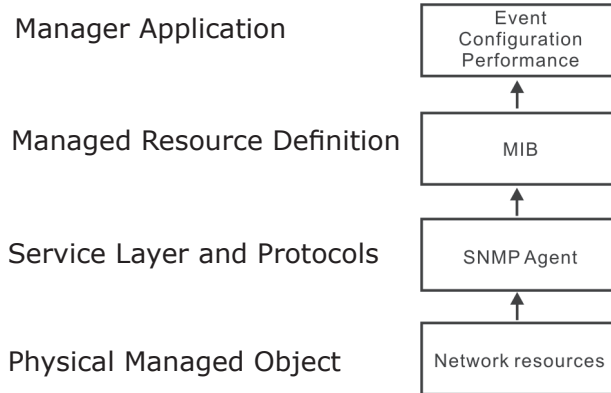 Manager Application
Event
Configuration
Performance
Managed Resource Definition
MIB
Service Layer and Protocols
SNMP Agent
Physical Managed Object
Network resources